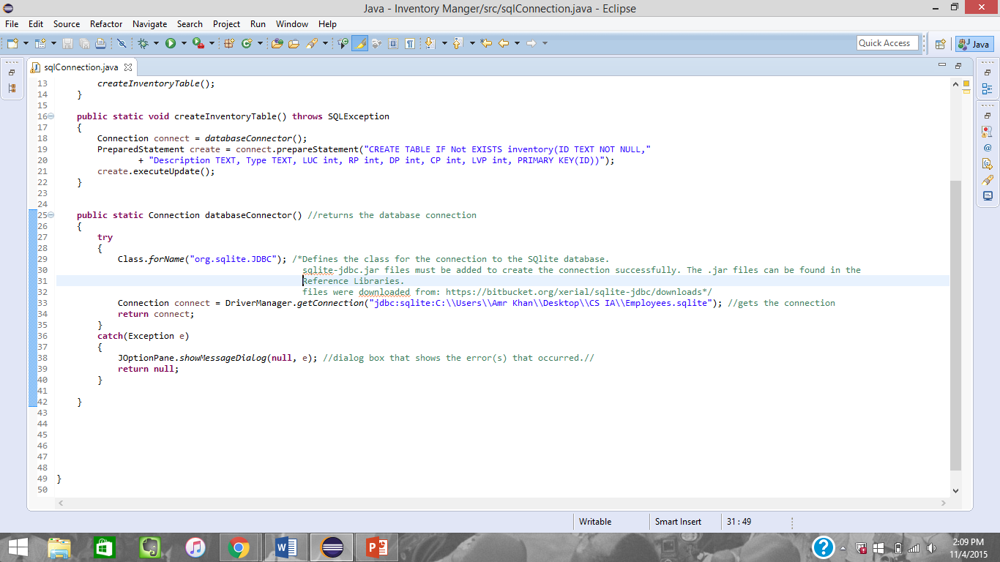 Java - Inventory Manger/src/sqlConnection.java - Eclipse
File Edit Source Refactor Navigate Search Project Run Window Help
Quick Access
Java
sqlConnection.java
13 createInventoryTable();
14 }
15
16 public static void createInventoryTable() throws SQLException
17 {
18 Connection connect = databaseConnector();
19 PreparedStatement create = connect.prepareStatement("CREATE TABLE IF Not EXISTS inventory(ID TEXT NOT NULL,"
20 + "Description TEXT, Type TEXT, LUC int, RP int, DP int, CP int, LVP int, PRIMARY KEY(ID))");
21 create.executeUpdate();
22 }
23
24
25 public static Connection databaseConnector() //returns the database connection
26 {
27 try
28 {
29 Class.forName("org.sqlite.JDBC"); /*Defines the class for the connection to the SQlite database.
30 sqlite-jdbc.jar files must be added to create the connection successfully. The .jar files can be found in the
31 Reference Libraries.
32 files were downloaded from: https://bitbucket.org/xerial/sqlite-jdbc/downloads*/
33 Connection connect = DriverManager.getConnection("jdbc:sqlite:C:\\Users\\Amr Khan\\Desktop\\CS IA\\Employees.sqlite"); //gets the connection
34 return connect;
35 }
36 catch(Exception e)
37 {
38 JOptionPane.showMessageDialog(null, e); //dialog box that shows the error(s) that occurred.//
39 return null;
40 }
41
42 }
43
44
45
46
47
48
49 }
50
Writable Smart Insert 31 : 49
2:09 PM
11/4/2015